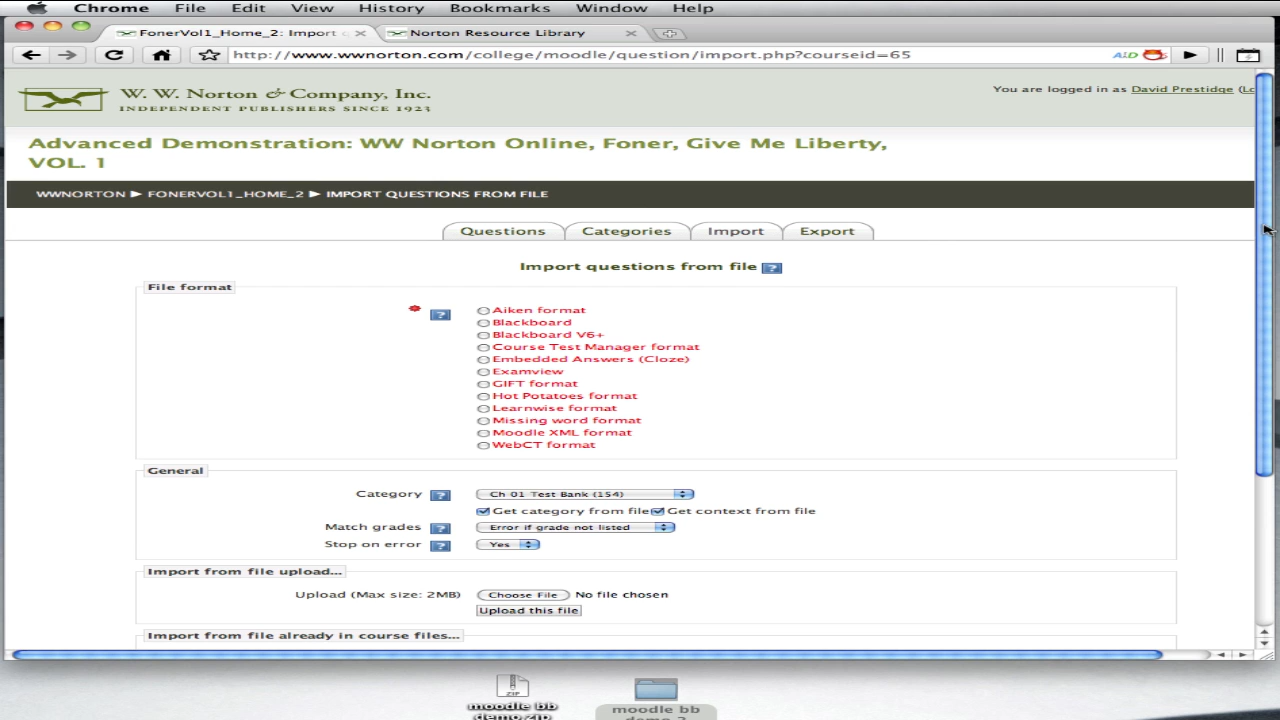 Chrome File Edit View History Bookmarks Window Help
FonerVol1_Home_2: Import Norton Resource Library
http://www.wwnorton.com/college/moodle/question/import.php?courseid=65
W. W. Norton & Company, Inc.
INDEPENDENT PUBLISHERS SINCE 1923
You are logged in as David Prestidge (Lo
Advanced Demonstration: WW Norton Online, Foner, Give Me Liberty,
VOL. 1
WWNORTON ► FONERVOL1_HOME_2 ► IMPORT QUESTIONS FROM FILE
Questions Categories Import Export
Import questions from file ?
File format
? Aiken format
Blackboard
Blackboard V6+
Course Test Manager format
Embedded Answers (Cloze)
Examview
GIFT format
Hot Potatoes format
Learnwise format
Missing word format
Moodle XML format
WebCT format
General
Category ? Ch 01 Test Bank (154)
Get category from file Get context from file
Match grades ? Error if grade not listed
Stop on error ? Yes
Import from file upload...
Upload (Max size: 2MB) Choose File No file chosen
Upload this file
Import from file already in course files...
ZIP
moodle bb
demo.zip
moodle bb
demo 2